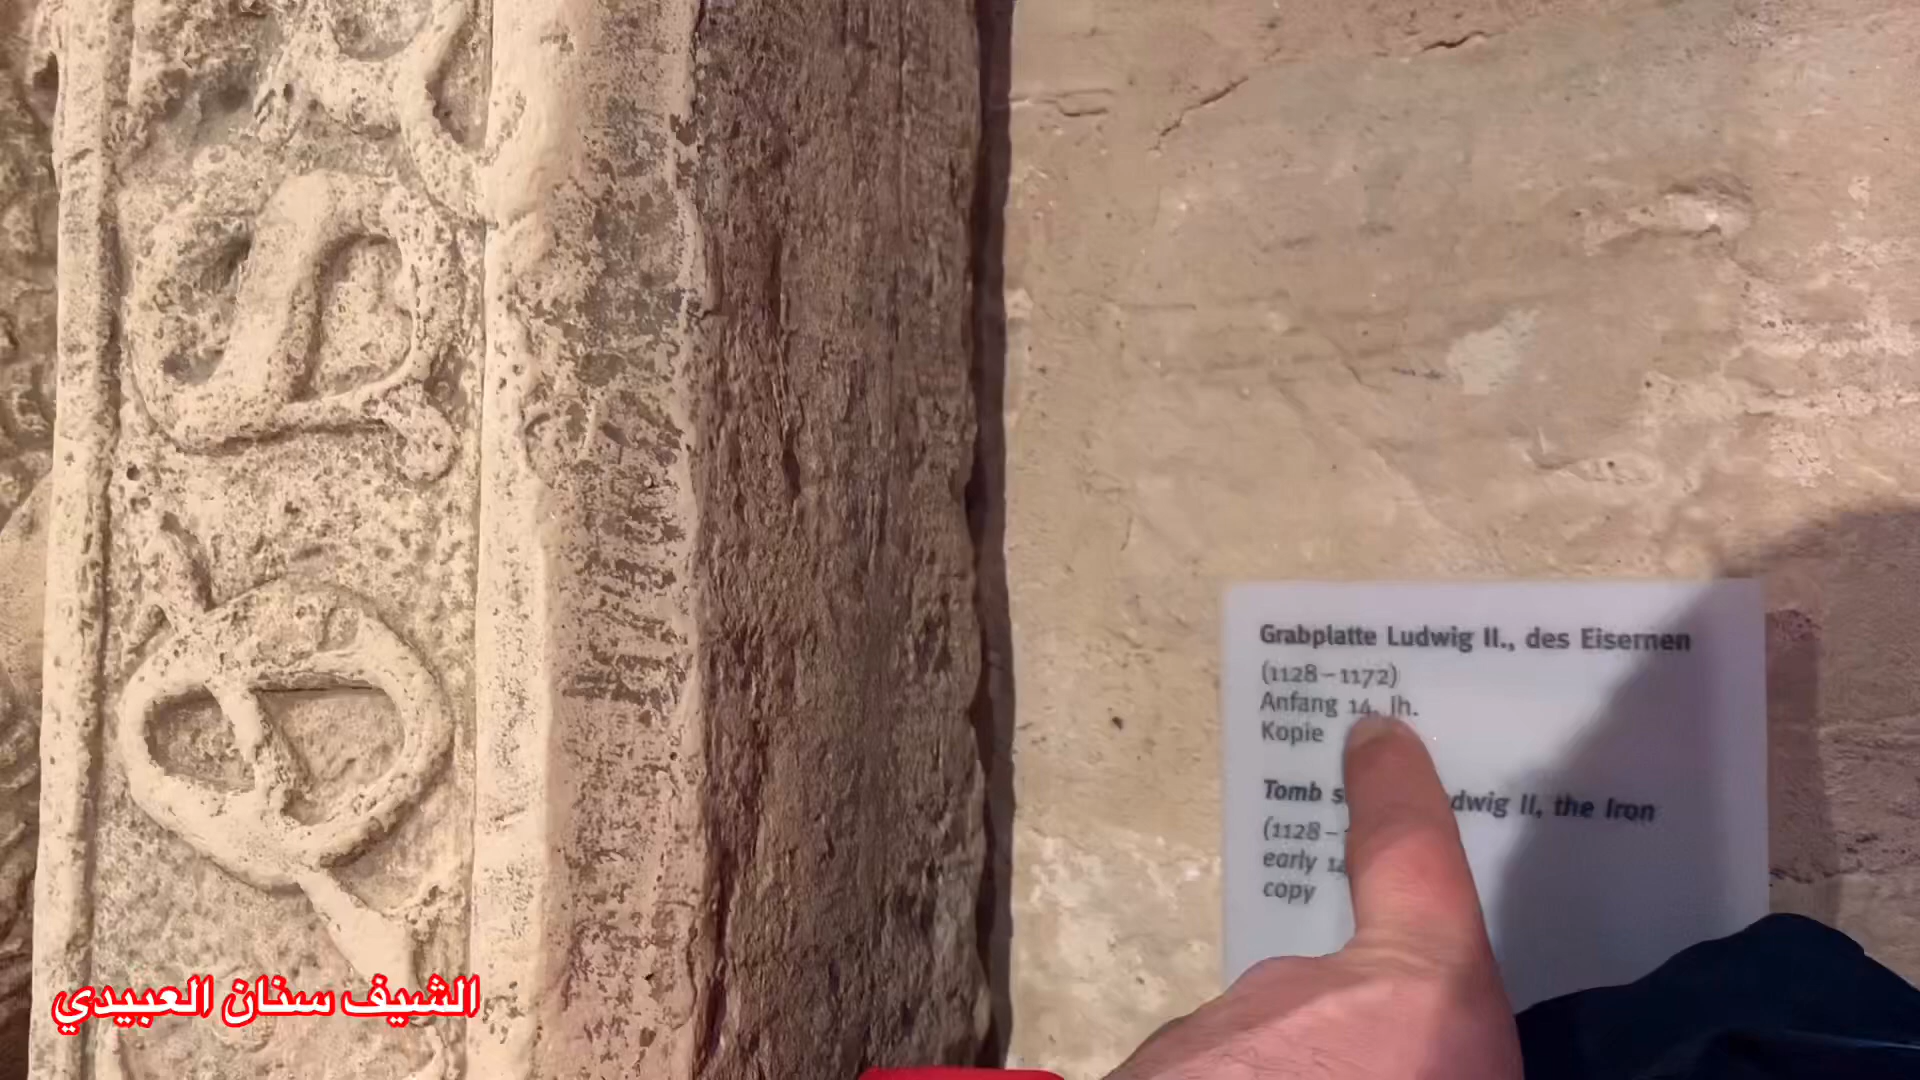 Grabplatte Ludwig II., des Eisernen
(1128–1172)
Anfang 14. Jh.
Kopie
Tomb Ludwig II, the Iron
(1128–
early
copy
الشيف سنان العبيدي